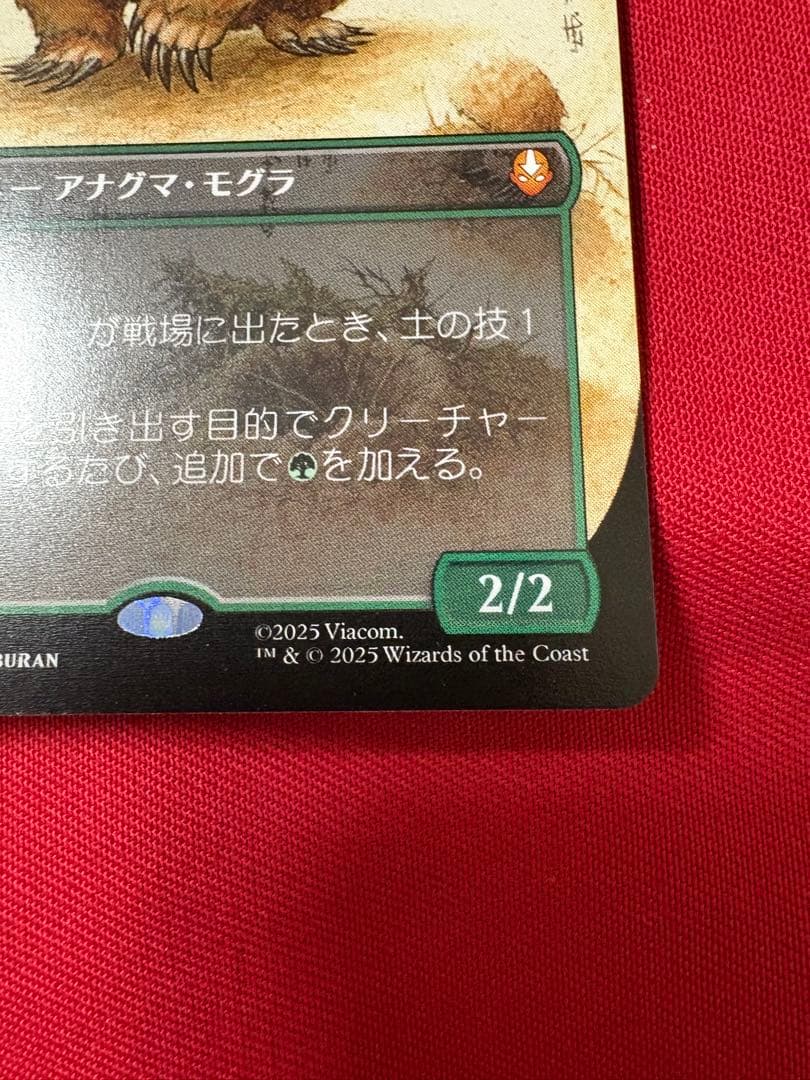 — アナグマ・モグラ
が戦場に出たとき、土の技1
引き出す目的でクリーチャー
するたび、追加で を加える。
2/2
©2025 Viacom.
BURAN
™ & © 2025 Wizards of the Coast